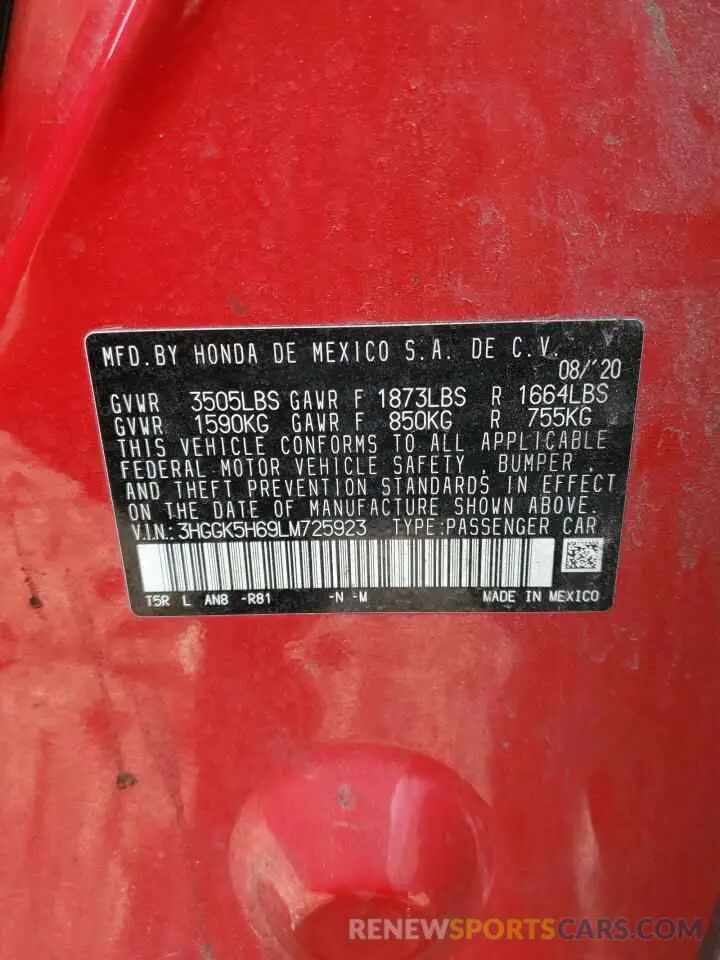 MFD. BY HONDA DE MEXICO S.A. DE C.V.
08/'20
GVWR 3505LBS GAWR F 1873LBS R 1664LBS
GVWR 1590KG GAWR F 850KG R 755KG
THIS VEHICLE CONFORMS TO ALL APPLICABLE
FEDERAL MOTOR VEHICLE SAFETY , BUMPER ,
AND THEFT PREVENTION STANDARDS IN EFFECT
ON THE DATE OF MANUFACTURE SHOWN ABOVE.
V.I.N.: 3HGGK5H69LM725923 TYPE:PASSENGER CAR
T5R L AN8 -R81 -N -M MADE IN MEXICO
RENEWSPORTSCARS.COM